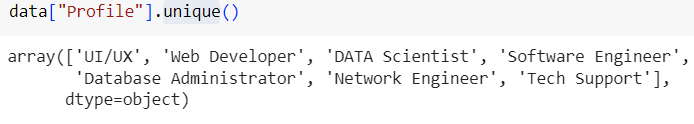 data["Profile"].unique()
array(['UI/UX', 'Web Developer', 'DATA Scientist', 'Software Engineer',
'Database Administrator', 'Network Engineer', 'Tech Support'],
dtype=object)